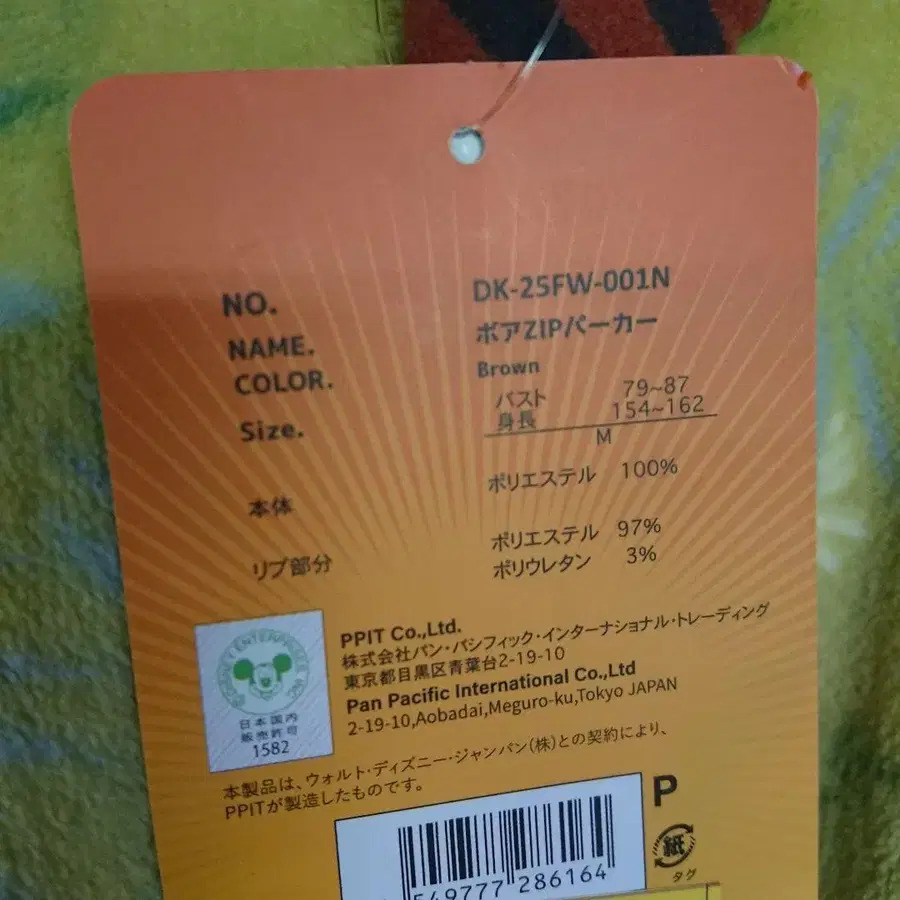 NO. DK-25FW-001N
NAME. ボアZIPパーカー
COLOR. Brown
Size. バスト 79~87
身長 154~162
M
本体 ポリエステル 100%
リブ部分 ポリエステル 97%
ポリウレタン 3%
PPIT Co.,Ltd.
株式会社パン・パシフィック・インターナショナル・トレーディング
東京都目黒区青葉台2-19-10
Pan Pacific International Co.,Ltd
2-19-10,Aobadai,Meguro-ku,Tokyo JAPAN
©DISNEY ENTERPRISES, INC.
日本国内
販売許可
1582
本製品は、ウォルト・ディズニー・ジャンパン(株)との契約により、
PPITが製造したものです。
P
紙
タグ
549777 286164